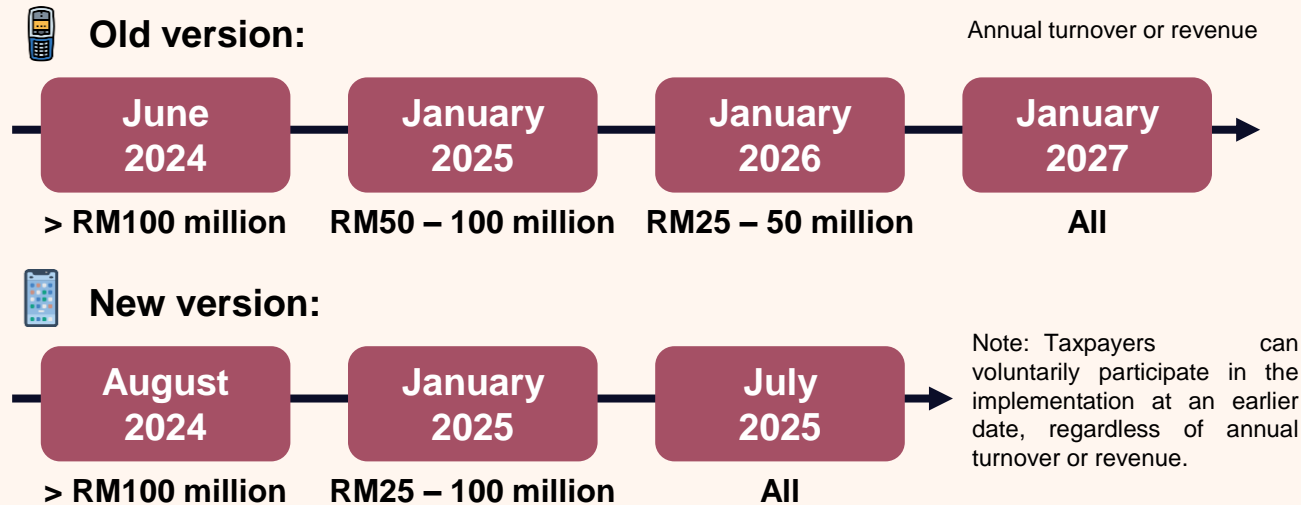 Old version:
Annual turnover or revenue
June
2024
January
2025
January
2026
January
2027
> RM100 million
RM50 – 100 million
RM25 – 50 million
All
New version:
August
2024
January
2025
July
2025
Note: Taxpayers can
voluntarily participate in the
implementation at an earlier
date, regardless of annual
turnover or revenue.
> RM100 million
RM25 – 100 million
All